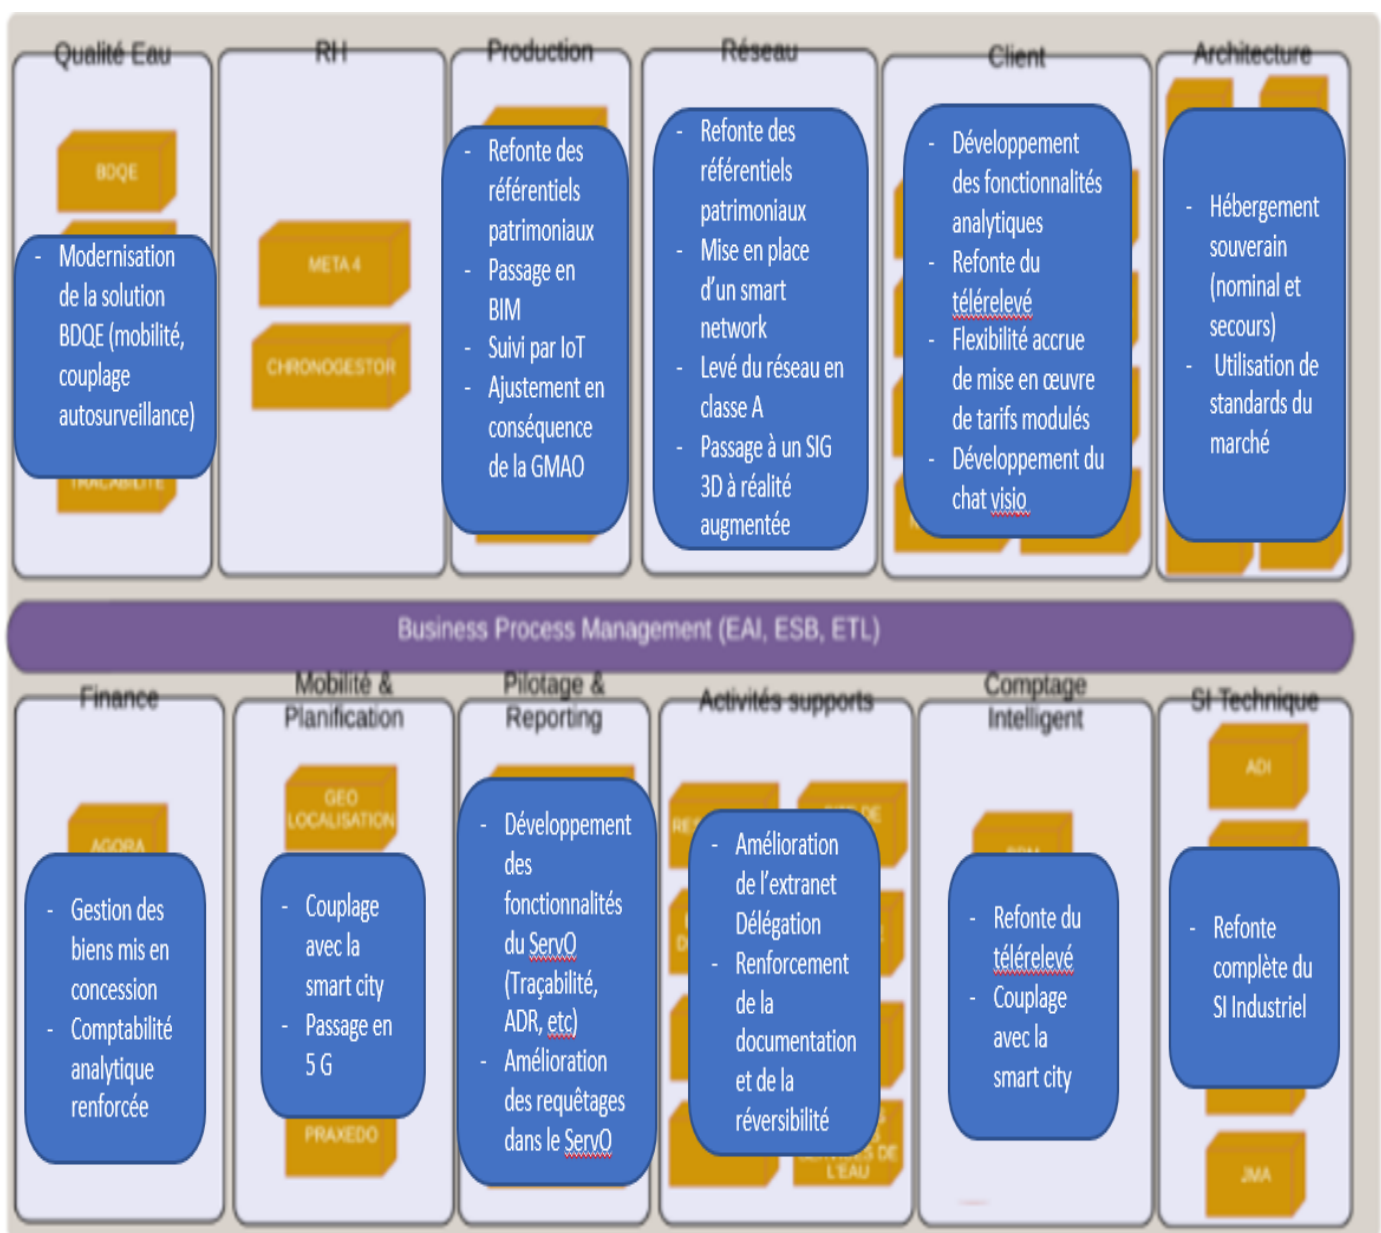 Qualité Eau
BDQE
- Modernisation
de la solution
BDQE (mobilité,
couplage
autosurveillance)
TRACABILITE
RH
META 4
CHRONOGESTOR
Production
- Refonte des
référentiels
patrimoniaux
- Passage en
BIM
- Suivi par IoT
- Ajustement en
conséquence
de la GMAO
Réseau
- Refonte des
référentiels
patrimoniaux
- Mise en place
d'un smart
network
- Levé du réseau en
classe A
- Passage à un SIG
3D à réalité
augmentée
Client
- Développement
des fonctionnalités
analytiques
- Refonte du
télérelevé
- Flexibilité accrue
de mise en œuvre
de tarifs modulés
- Développement du
chat visio
Architecture
- Hébergement
souverain
(nominal et
secours)
- Utilisation de
standards du
marché
Business Process Management (EAI, ESB, ETL)
Finance
AGORA
- Gestion des
biens mis en
concession
- Comptabilité
analytique
renforcée
Mobilité &
Planification
GEO
LOCALISATION
- Couplage
avec la
smart city
- Passage en
5 G
PRAXEDO
Pilotage &
Reporting
- Développement
des
fonctionnalités
du ServO
(Traçabilité,
ADR, etc)
- Amélioration
des requêtages
dans le ServO
Activités supports
- Amélioration
de l'extranet
Délégation
- Renforcement
de la
documentation
et de la
réversibilité
DE
L'EAU
Comptage
Intelligent
- Refonte du
télérelevé
- Couplage
avec la
smart city
SI Technique
ADI
- Refonte
complète du
SI Industriel
JMA